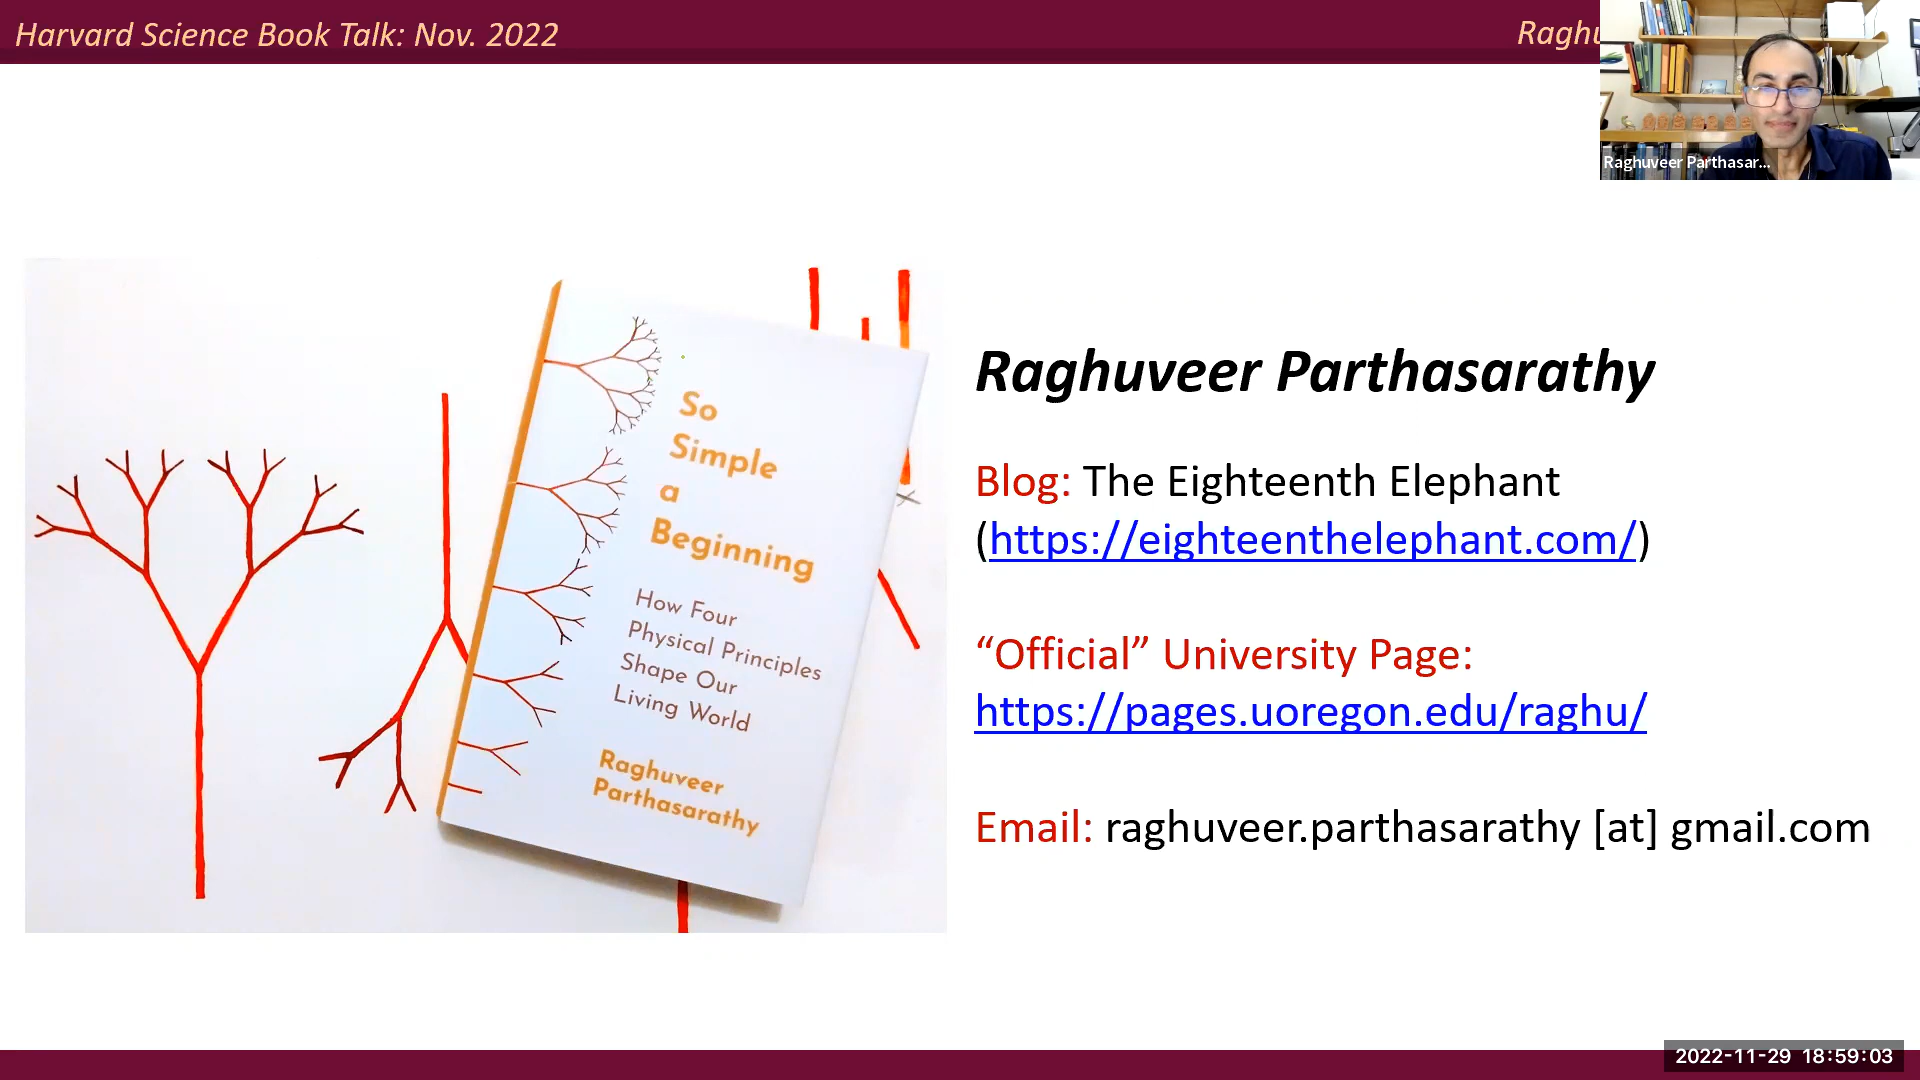 Harvard Science Book Talk: Nov. 2022
Raghu
Raghuveer Parthasar...
So
Simple
a
Beginning
How Four
Physical Principles
Shape Our
Living World
Raghuveer
Parthasarathy
Raghuveer Parthasarathy
Blog: The Eighteenth Elephant
(https://eighteenthelephant.com/)
“Official” University Page:
https://pages.uoregon.edu/raghu/
Email: raghuveer.parthasarathy [at] gmail.com
2022-11-29 18:59:03